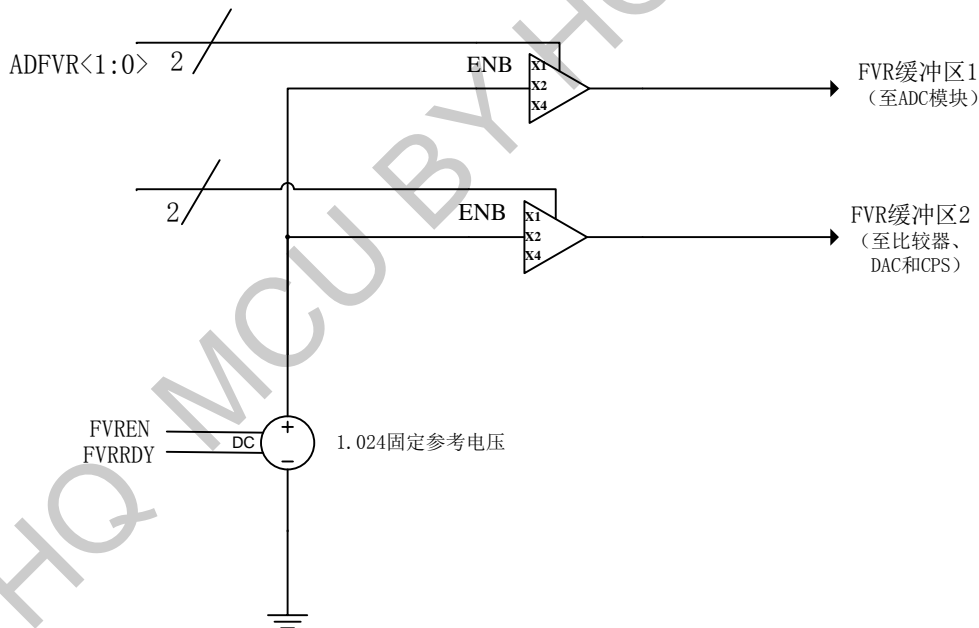 ADFVR<1:0>
2
ENB
X1
X2
X4
FVR缓冲区1
(至ADC模块)
2
ENB
X1
X2
X4
FVR缓冲区2
(至比较器、
DAC和CPS)
FVREN
FVRRDY
DC
+
−
1.024固定参考电压
HQ MCU BY HQ